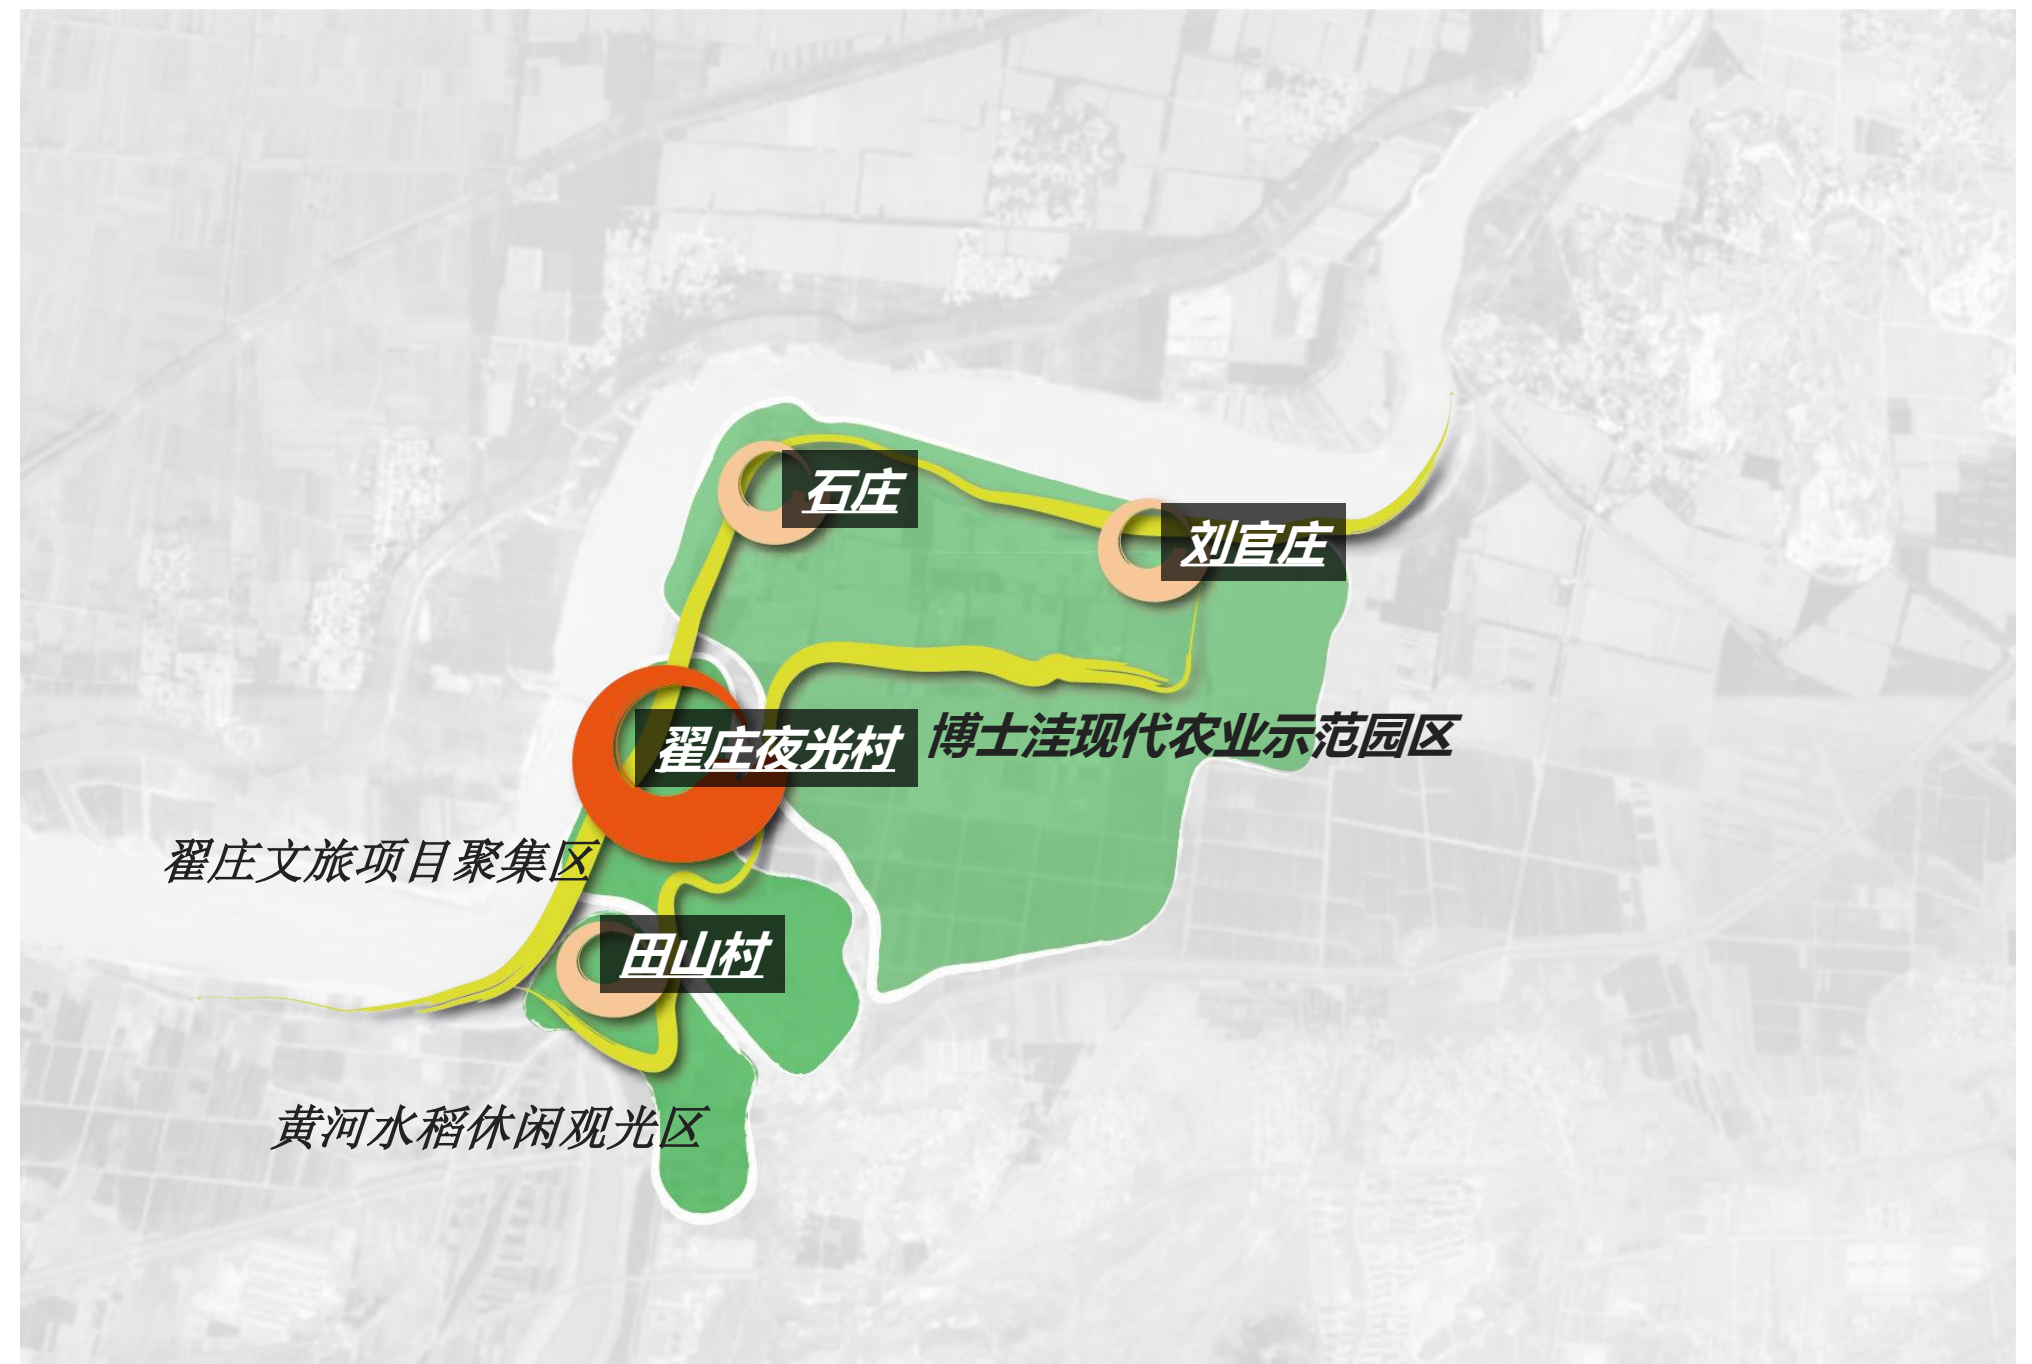 石庄
刘官庄
翟庄夜光村
博士洼现代农业示范园区
翟庄文旅项目聚集区
田山村
黄河水稻休闲观光区